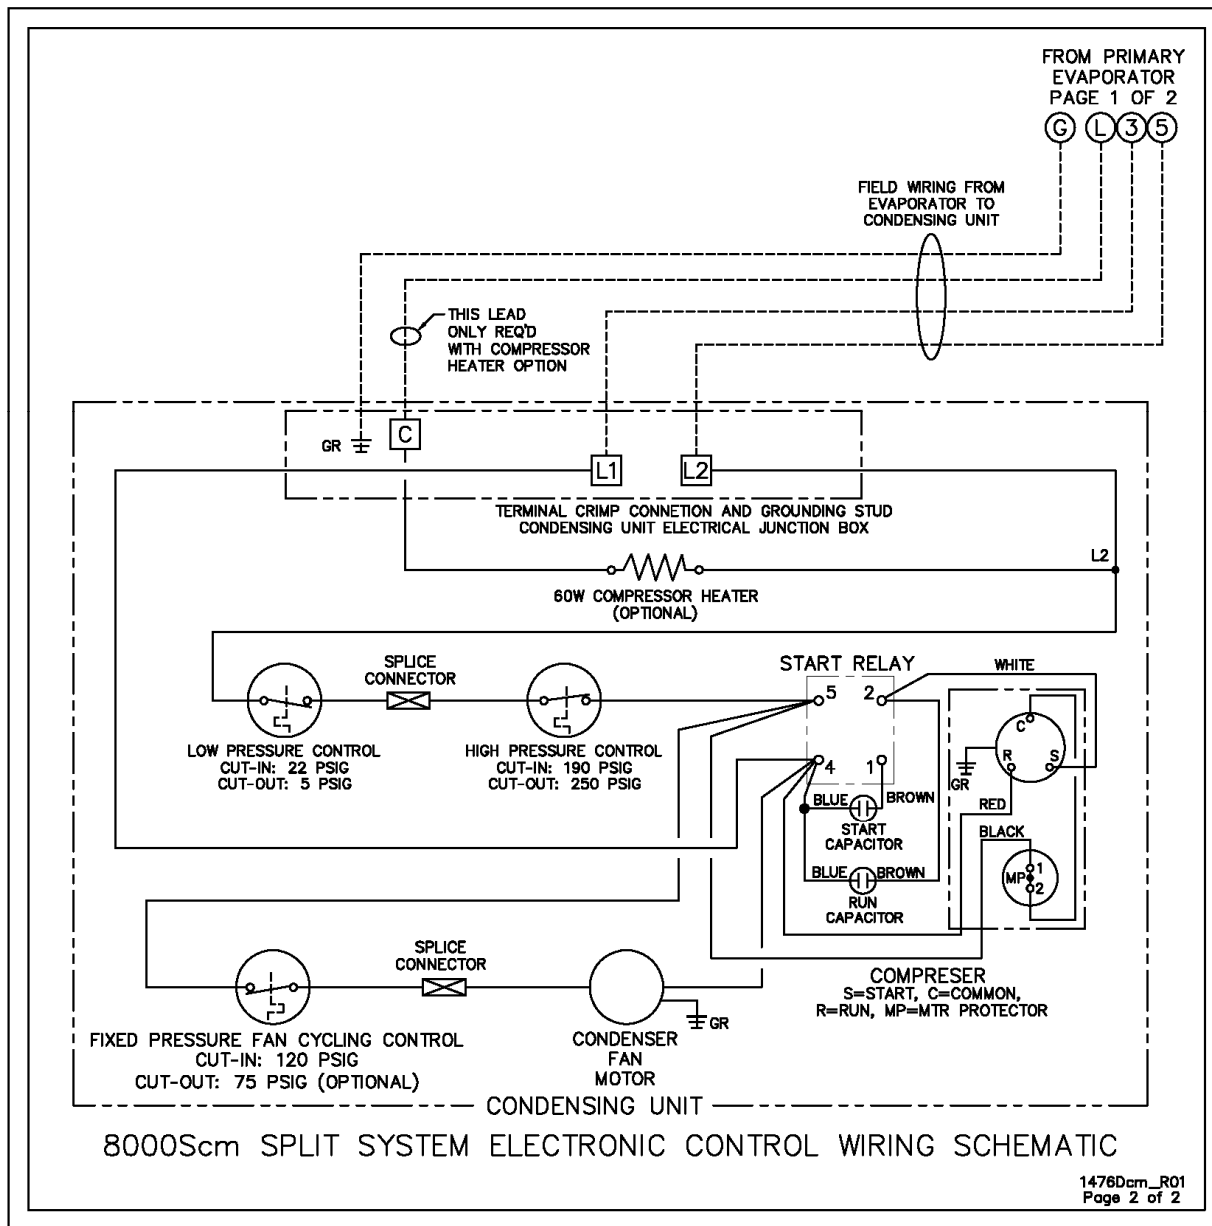 FROM PRIMARY
EVAPORATOR
PAGE 1 OF 2
G L 3 5
FIELD WIRING FROM
EVAPORATOR TO
CONDENSING UNIT
THIS LEAD
ONLY REQ'D
WITH COMPRESSOR
HEATER OPTION
GR
C
L1
L2
TERMINAL CRIMP CONNETION AND GROUNDING STUD
CONDENSING UNIT ELECTRICAL JUNCTION BOX
L2
60W COMPRESSOR HEATER
(OPTIONAL)
SPLICE
CONNECTOR
START RELAY
WHITE
5
2
4
1
LOW PRESSURE CONTROL
CUT-IN: 22 PSIG
CUT-OUT: 5 PSIG
HIGH PRESSURE CONTROL
CUT-IN: 190 PSIG
CUT-OUT: 250 PSIG
C
R
S
GR
BLUE
BROWN
START
CAPACITOR
RED
BLACK
BLUE
BROWN
RUN
CAPACITOR
MP
1
2
SPLICE
CONNECTOR
COMPRESER
S=START, C=COMMON,
R=RUN, MP=MTR PROTECTOR
GR
FIXED PRESSURE FAN CYCLING CONTROL
CUT-IN: 120 PSIG
CUT-OUT: 75 PSIG (OPTIONAL)
CONDENSER
FAN
MOTOR
CONDENSING UNIT
8000Scm SPLIT SYSTEM ELECTRONIC CONTROL WIRING SCHEMATIC
1476Dcm_R01
Page 2 of 2